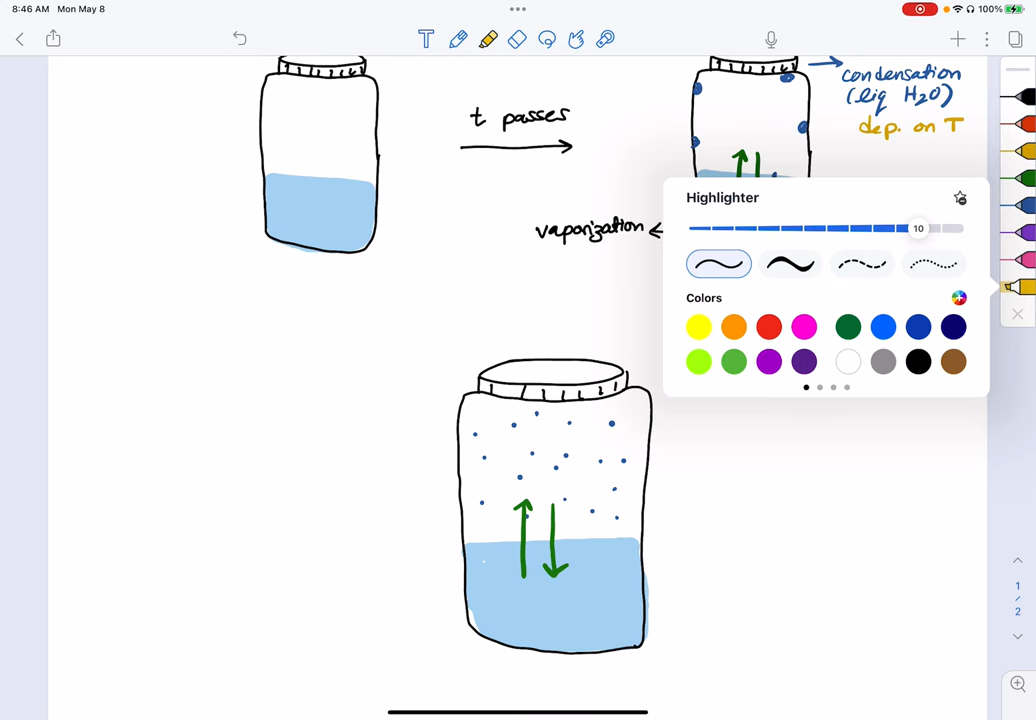 8:46 AM Mon May 8
100%
T
t passes
condensation
(liq H2O)
dep. on T
vaporization
Highlighter
10
Colors
1
/
2